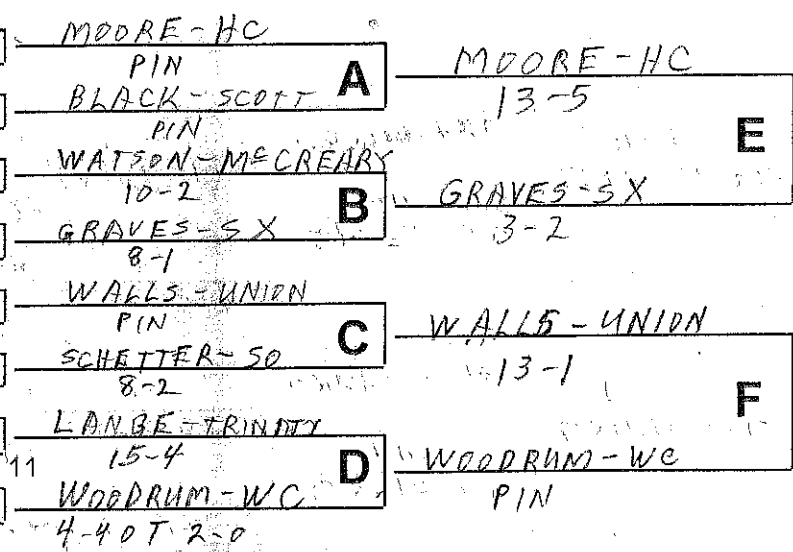 MOORE-HC
PIN
A
BLACK-SCOTT
PIN
WATSON-McCREARY
10-2
B
GRAVES-SX
8-1
WALLS-UNION
PIN
C
SCHETTER-SO
8-2
LANGE-TRINITY
15-4
11
D
WOODRUM-WC
4-4 OT 2-0
MOORE-HC
13-5
E
GRAVES-SX
3-2
WALLS-UNION
13-1
F
WOODRUM-WC
PIN